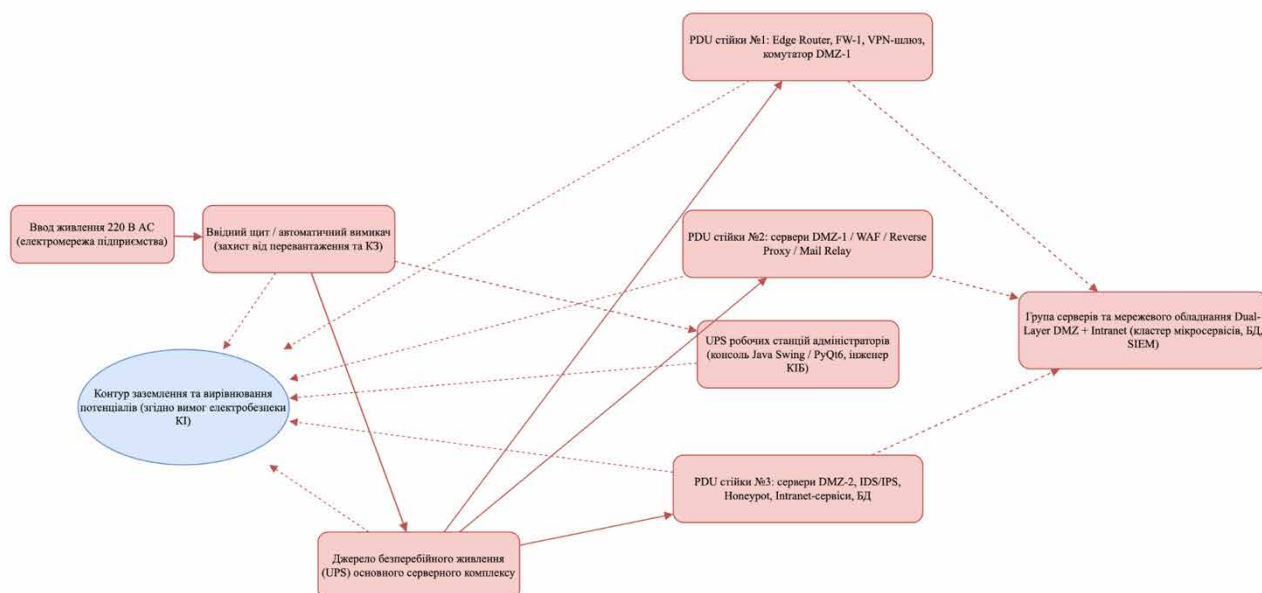 PDU стійки №1: Edge Router, FW-1, VPN-шлюз,
комутатор DMZ-1
Ввод живлення 220 В AC
(електромережа підприємства)
Ввідний щит / автоматичний вимикач
(захист від перевантаження та КЗ)
PDU стійки №2: сервери DMZ-1 / WAF / Reverse
Proxy / Mail Relay
Група серверів та мережевого обладнання Dual-
Layer DMZ + Intranet (кластер мікросервісів, БД,
SIEM)
UPS робочих станцій адміністраторів
(консоль Java Swing / PyQt6, інженер
КІБ)
Контур заземлення та вирівнювання
потенціалів (згідно вимог електробезпеки
КІ)
PDU стійки №3: сервери DMZ-2, IDS/IPS,
Honeypot, Intranet-сервіси, БД
Джерело безперебійного живлення
(UPS) основного серверного комплексу